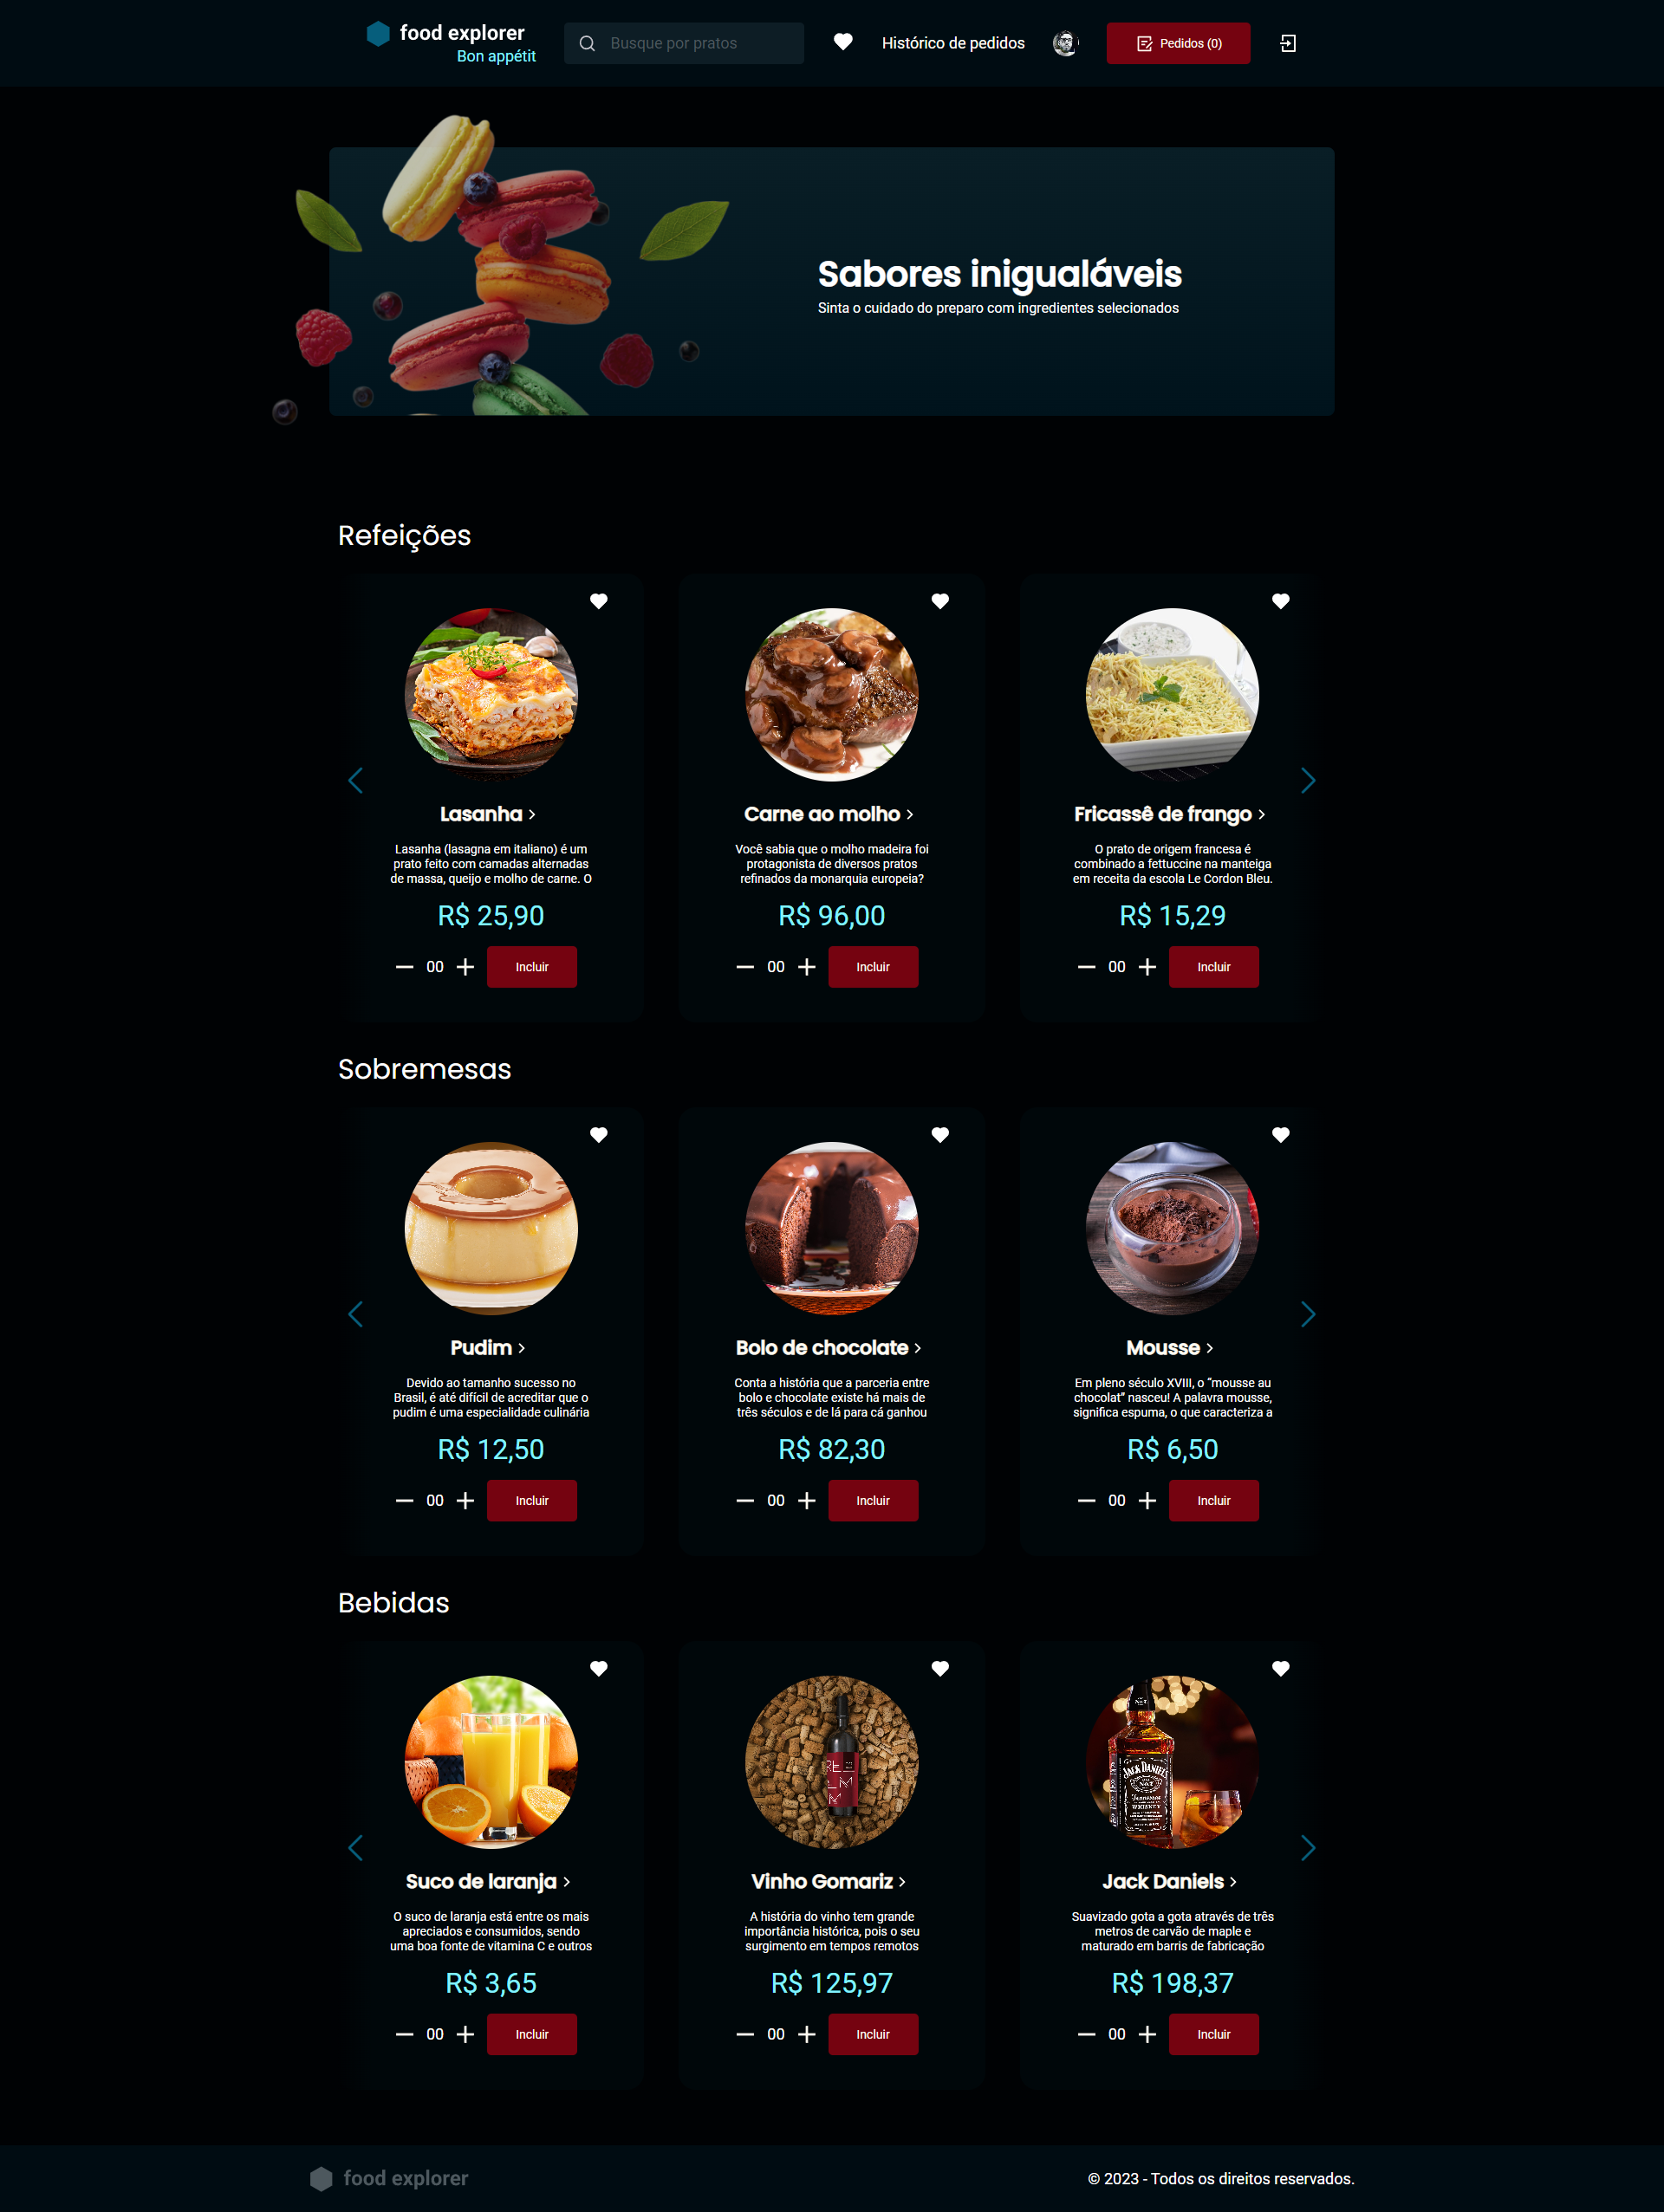 food explorer
Bon appétit
Busque por pratos
Histórico de pedidos
Pedidos (0)
Sabores inigualáveis
Sinta o cuidado do preparo com ingredientes selecionados
Refeições
Lasanha
Lasanha (lasagna em italiano) é um
prato feito com camadas alternadas
de massa, queijo e molho de carne. O
R$ 25,90
00
Incluir
Carne ao molho
Você sabia que o molho madeira foi
protagonista de diversos pratos
refinados da monarquia europeia?
R$ 96,00
00
Incluir
Fricassê de frango
O prato de origem francesa é
combinado a fettuccine na manteiga
em receita da escola Le Cordon Bleu.
R$ 15,29
00
Incluir
Sobremesas
Pudim
Devido ao tamanho sucesso no
Brasil, é até difícil de acreditar que o
pudim é uma especialidade culinária
R$ 12,50
00
Incluir
Bolo de chocolate
Conta a história que a parceria entre
bolo e chocolate existe há mais de
três séculos e de lá para cá ganhou
R$ 82,30
00
Incluir
Mousse
Em pleno século XVIII, o “mousse au
chocolat” nasceu! A palavra mousse,
significa espuma, o que caracteriza a
R$ 6,50
00
Incluir
Bebidas
Suco de laranja
O suco de laranja está entre os mais
apreciados e consumidos, sendo
uma boa fonte de vitamina C e outros
R$ 3,65
00
Incluir
Vinho Gomariz
A história do vinho tem grande
importância histórica, pois o seu
surgimento em tempos remotos
R$ 125,97
00
Incluir
JACK DANIEL'S
Tennessee
WHISKEY
Jack Daniels
Suavizado gota a gota através de três
metros de carvão de maple e
maturado em barris de fabricação
R$ 198,37
00
Incluir
food explorer
© 2023 - Todos os direitos reservados.